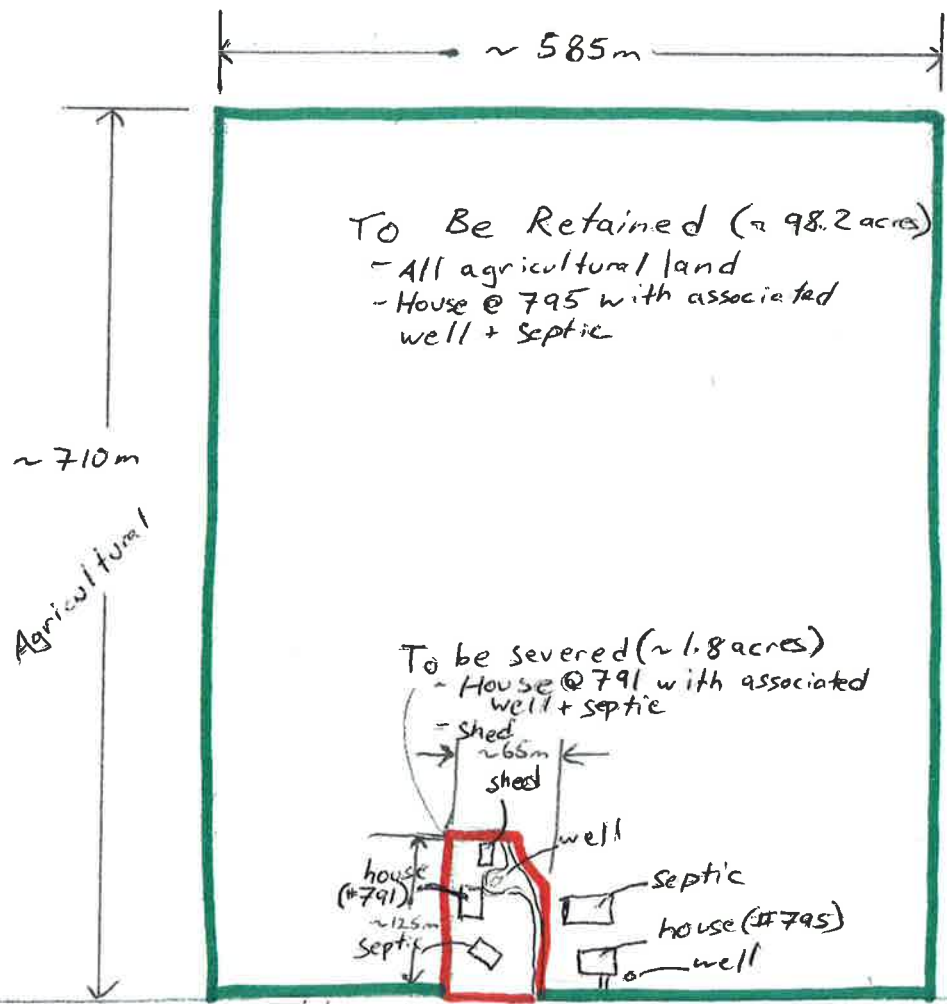 ~ 585m
To Be Retained (~ 98.2 acres)
- All agricultural land
- House @ 795 with associated
well + septic
~ 710m
Agricultural
To be severed (~ 1.8 acres)
- House @ 791 with associated
well + septic
- shed
~65m
shed
well
house
(#791)
septic
~125m
house (#795)
septic
well